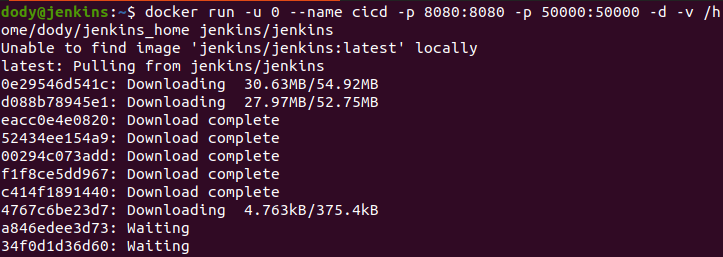 dody@jenkins:~$ docker run -u 0 --name cicd -p 8080:8080 -p 50000:50000 -d -v /h
ome/dody/jenkins_home jenkins/jenkins
Unable to find image 'jenkins/jenkins:latest' locally
latest: Pulling from jenkins/jenkins
0e29546d541c: Downloading  30.63MB/54.92MB
d088b78945e1: Downloading  27.97MB/52.75MB
eacc0e4e0820: Download complete
52434ee154a9: Download complete
00294c073add: Download complete
f1f8ce5dd967: Download complete
c414f1891440: Download complete
4767c6be23d7: Downloading  4.763kB/375.4kB
a846edee3d73: Waiting
34f0d1d36d60: Waiting